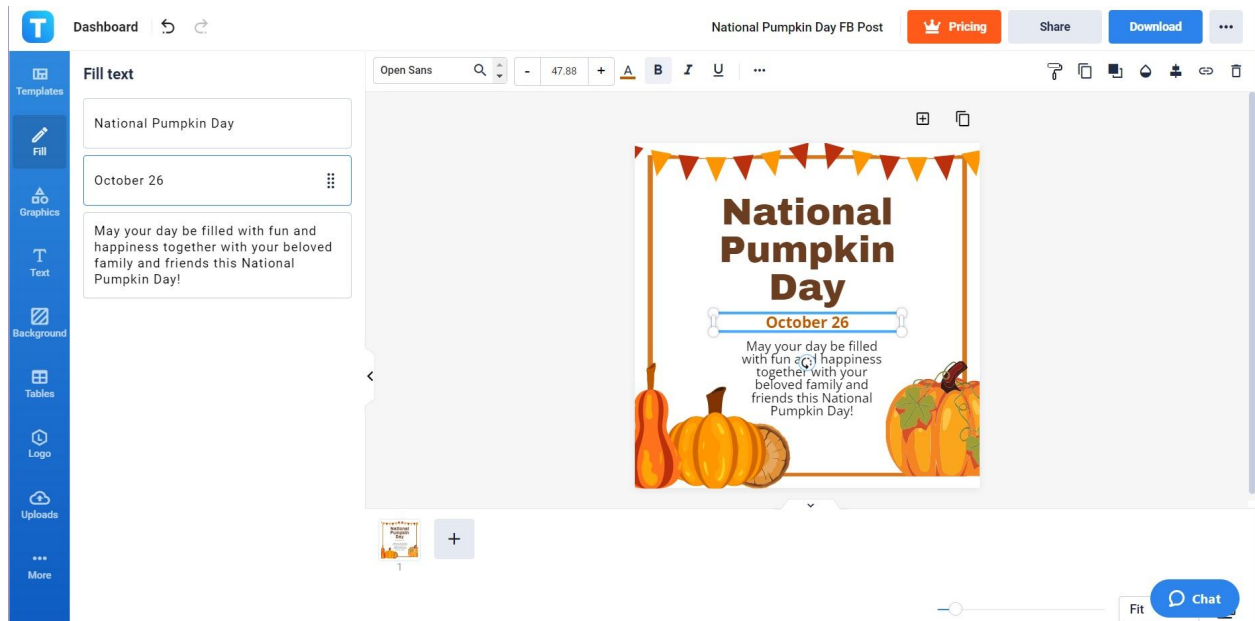 T Dashboard National Pumpkin Day FB Post Pricing Share Download
Templates
Fill
Graphics
T
Text
Background
Tables
L
Logo
Uploads
More
Fill text
National Pumpkin Day
October 26
May your day be filled with fun and
happiness together with your beloved
family and friends this National
Pumpkin Day!
Open Sans - 47.88 + A B I U
National
Pumpkin
Day
October 26
May your day be filled
with fun and happiness
together with your
beloved family and
friends this National
Pumpkin Day!
National
Pumpkin
Day
+
1
Fit
Chat